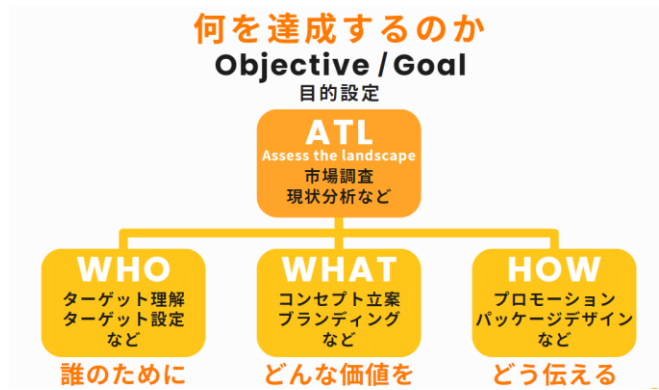 何を達成するのか
Objective / Goal
目的設定
ATL
Assess the landscape
市場調査
現状分析など
WHO
ターゲット理解
ターゲット設定
など
誰のために
WHAT
コンセプト立案
ブランディング
など
どんな価値を
HOW
プロモーション
パッケージデザイン
など
どう伝える